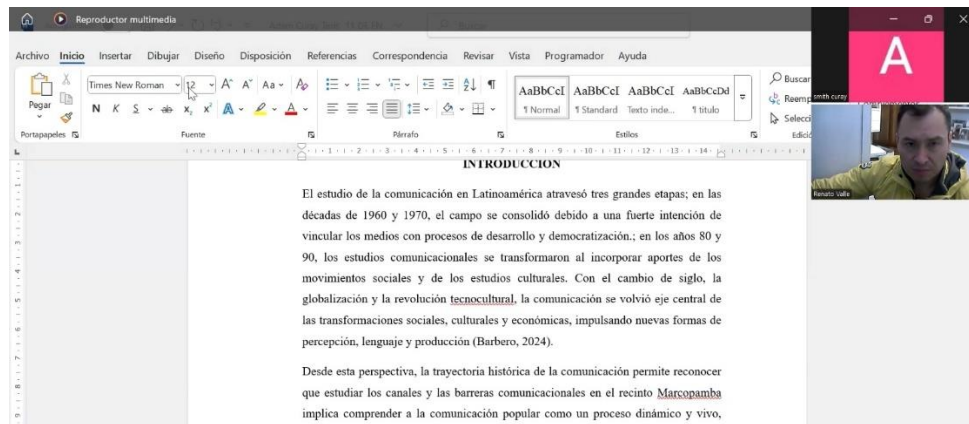 Reproductor multimedia
Archivo Inicio Insertar Dibujar Diseño Disposición Referencias Correspondencia Revisar Vista Programador Ayuda
Times New Roman 12 Aa
Pegar
N K S ab x₂ x² A A
AaBbCcI AaBbCcI AaBbCcI AaBbCcDd
¶ Normal ¶ Standard Texto inde... ¶ titulo
Buscar
Reemp
Selecci
Portapapeles Fuente Párrafo Estilos Edició
A
smith curay
Renato Valle
INTRODUCCION
El estudio de la comunicación en Latinoamérica atravesó tres grandes etapas; en las
décadas de 1960 y 1970, el campo se consolidó debido a una fuerte intención de
vincular los medios con procesos de desarrollo y democratización.; en los años 80 y
90, los estudios comunicacionales se transformaron al incorporar aportes de los
movimientos sociales y de los estudios culturales. Con el cambio de siglo, la
globalización y la revolución tecnocultural, la comunicación se volvió eje central de
las transformaciones sociales, culturales y económicas, impulsando nuevas formas de
percepción, lenguaje y producción (Barbero, 2024).
Desde esta perspectiva, la trayectoria histórica de la comunicación permite reconocer
que estudiar los canales y las barreras comunicacionales en el recinto Marcopamba
implica comprender a la comunicación popular como un proceso dinámico y vivo,